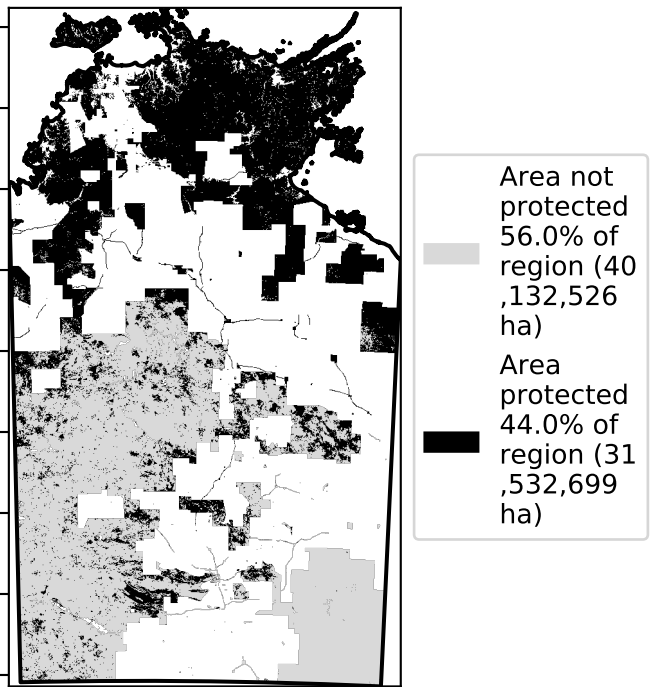 Area not
protected
56.0% of
region (40
,132,526
ha)
Area
protected
44.0% of
region (31
,532,699
ha)